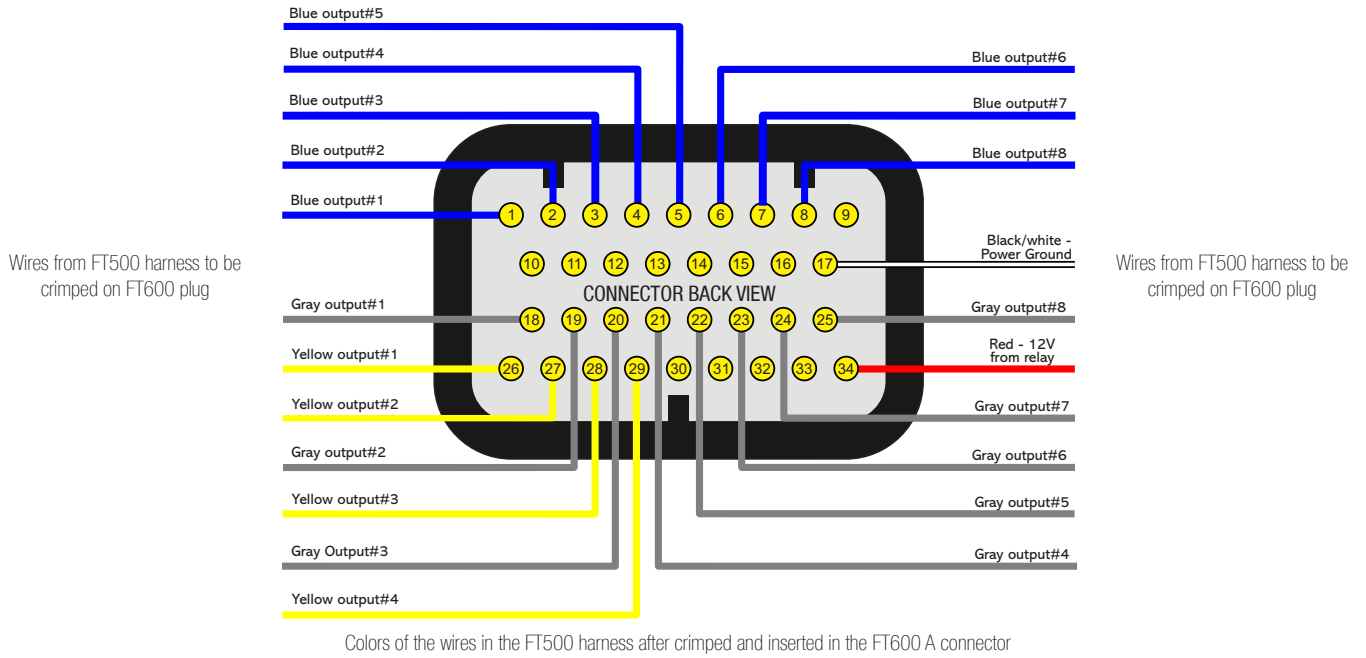 Blue output#5
Blue output#4
Blue output#6
Blue output#3
Blue output#7
Blue output#2
Blue output#8
Blue output#1
1 2 3 4 5 6 7 8 9
Black/white -
Power Ground
Wires from FT500 harness to be
crimped on FT600 plug
Wires from FT500 harness to be
crimped on FT600 plug
10 11 12 13 14 15 16 17
CONNECTOR BACK VIEW
Gray output#1
Gray output#8
18 19 20 21 22 23 24 25
Yellow output#1
Red - 12V
from relay
26 27 28 29 30 31 32 33 34
Yellow output#2
Gray output#7
Gray output#2
Gray output#6
Yellow output#3
Gray output#5
Gray Output#3
Gray output#4
Yellow output#4
Colors of the wires in the FT500 harness after crimped and inserted in the FT600 A connector